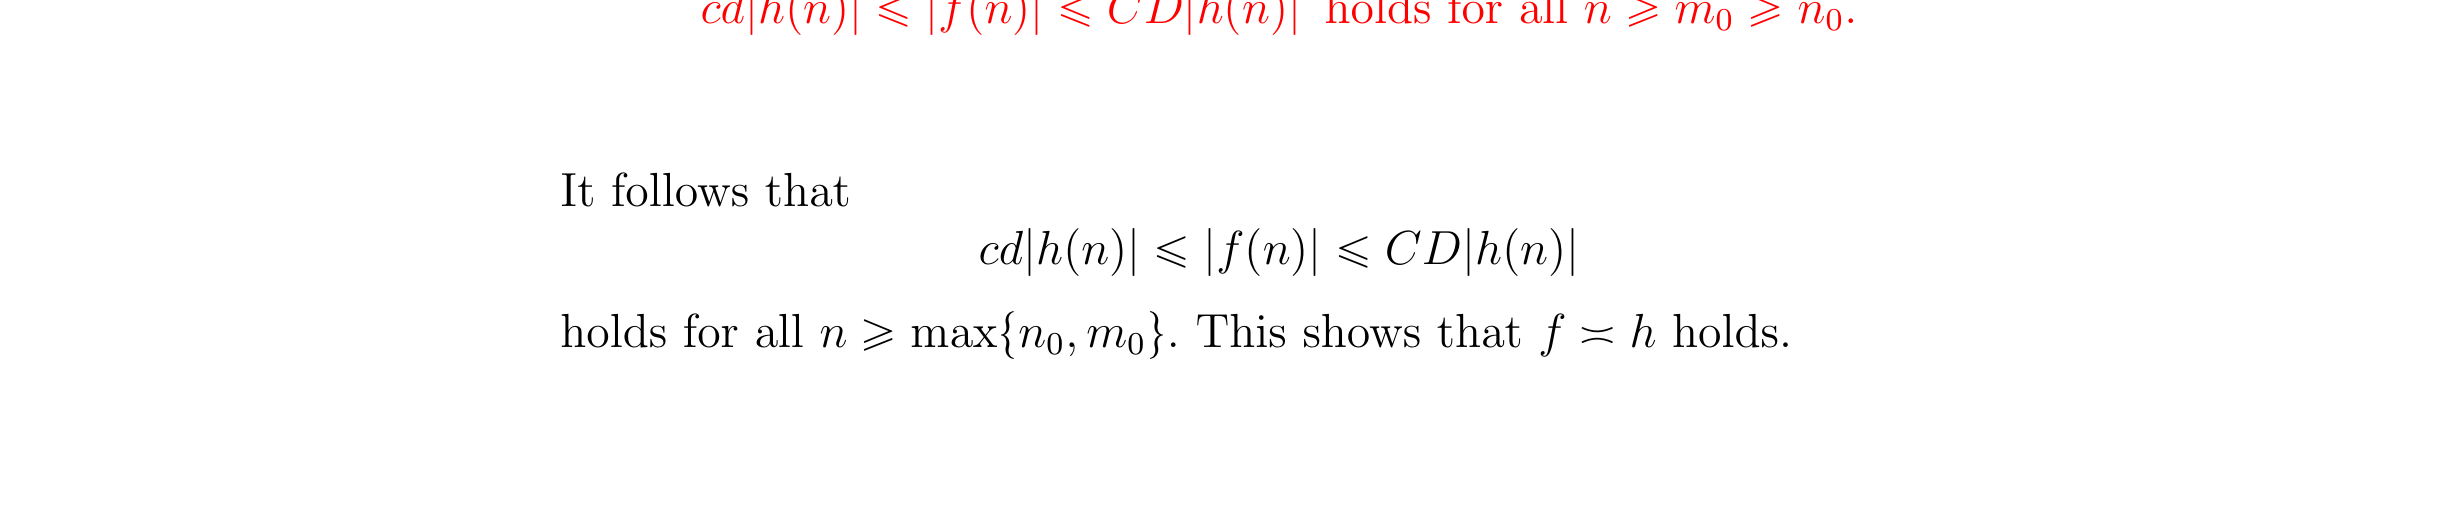 cd|h(n)| ⩽ |f(n)| ⩽ CD|h(n)| holds for all n ⩾ m₀ ⩾ n₀.
It follows that
cd|h(n)| ⩽ |f(n)| ⩽ CD|h(n)|
holds for all n ⩾ max{n₀, m₀}. This shows that f ≍ h holds.